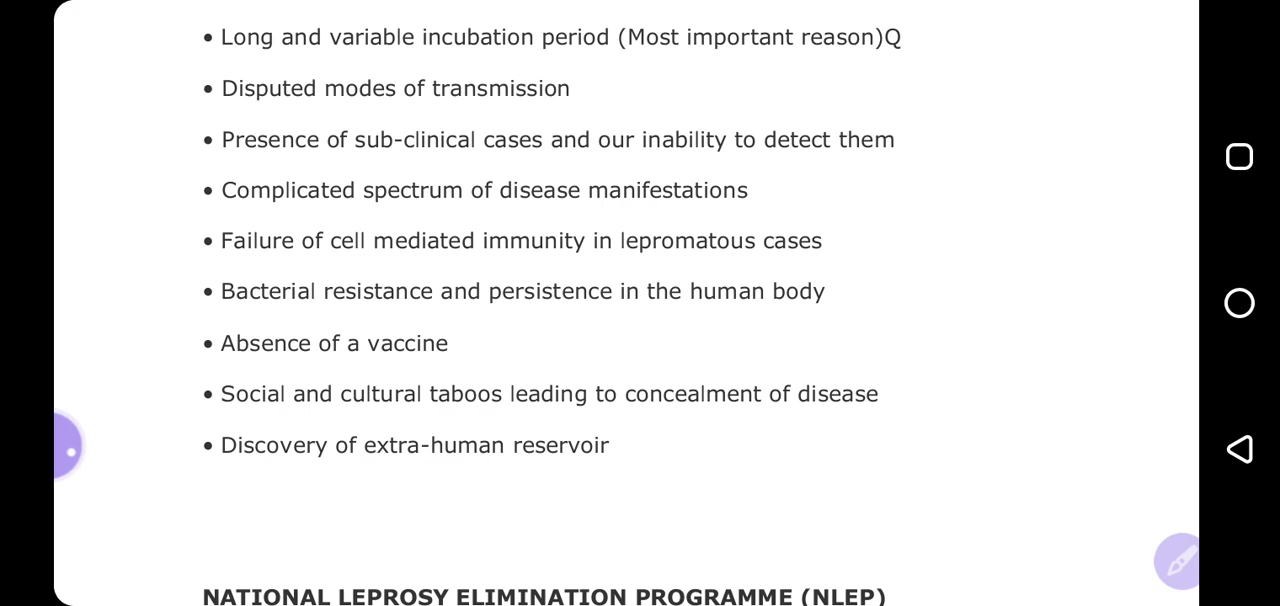 • Long and variable incubation period (Most important reason)Q
• Disputed modes of transmission
• Presence of sub-clinical cases and our inability to detect them
• Complicated spectrum of disease manifestations
• Failure of cell mediated immunity in lepromatous cases
• Bacterial resistance and persistence in the human body
• Absence of a vaccine
• Social and cultural taboos leading to concealment of disease
• Discovery of extra-human reservoir
NATIONAL LEPROSY ELIMINATION PROGRAMME (NLEP)